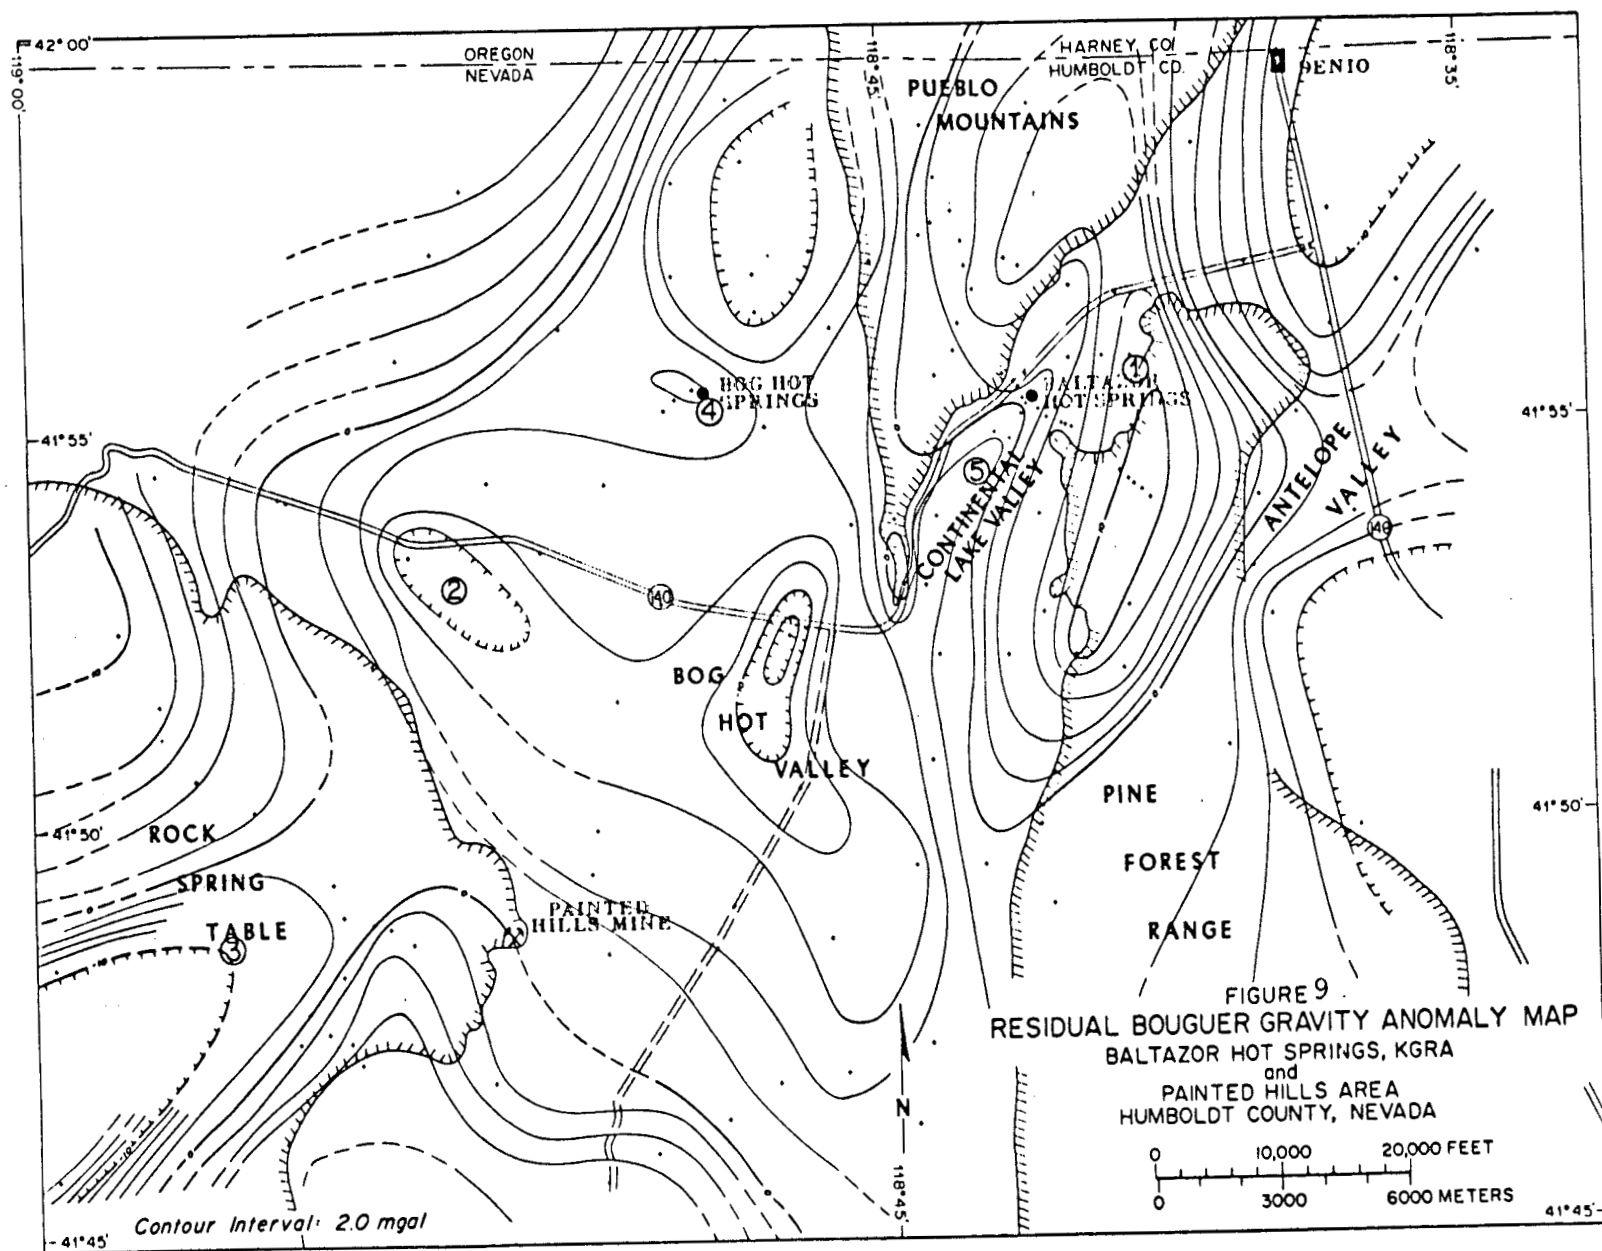 42°00'
119°00'
OREGON
NEVADA
118°45'
HARNEY CO
HUMBOLDT CO.
9ENIO
118°35'
PUEBLO
MOUNTAINS
BOG HOT
SPRINGS
4
BALTAZOR
HOT SPRINGS
1
41°55'
41°55'
5
CONTINENTAL
LAKE VALLEY
ANTELOPE
VALLEY
140
2
140
BOG
HOT
VALLEY
PINE
FOREST
RANGE
41°50'
41°50'
ROCK
SPRING
TABLE
3
PAINTED
HILLS MINE
FIGURE 9
RESIDUAL BOUGUER GRAVITY ANOMALY MAP
BALTAZOR HOT SPRINGS, KGRA
and
PAINTED HILLS AREA
HUMBOLDT COUNTY, NEVADA
N
0 10,000 20,000 FEET
0 3000 6000 METERS
118°45'
41°45'
Contour Interval: 2.0 mgal
41°45'